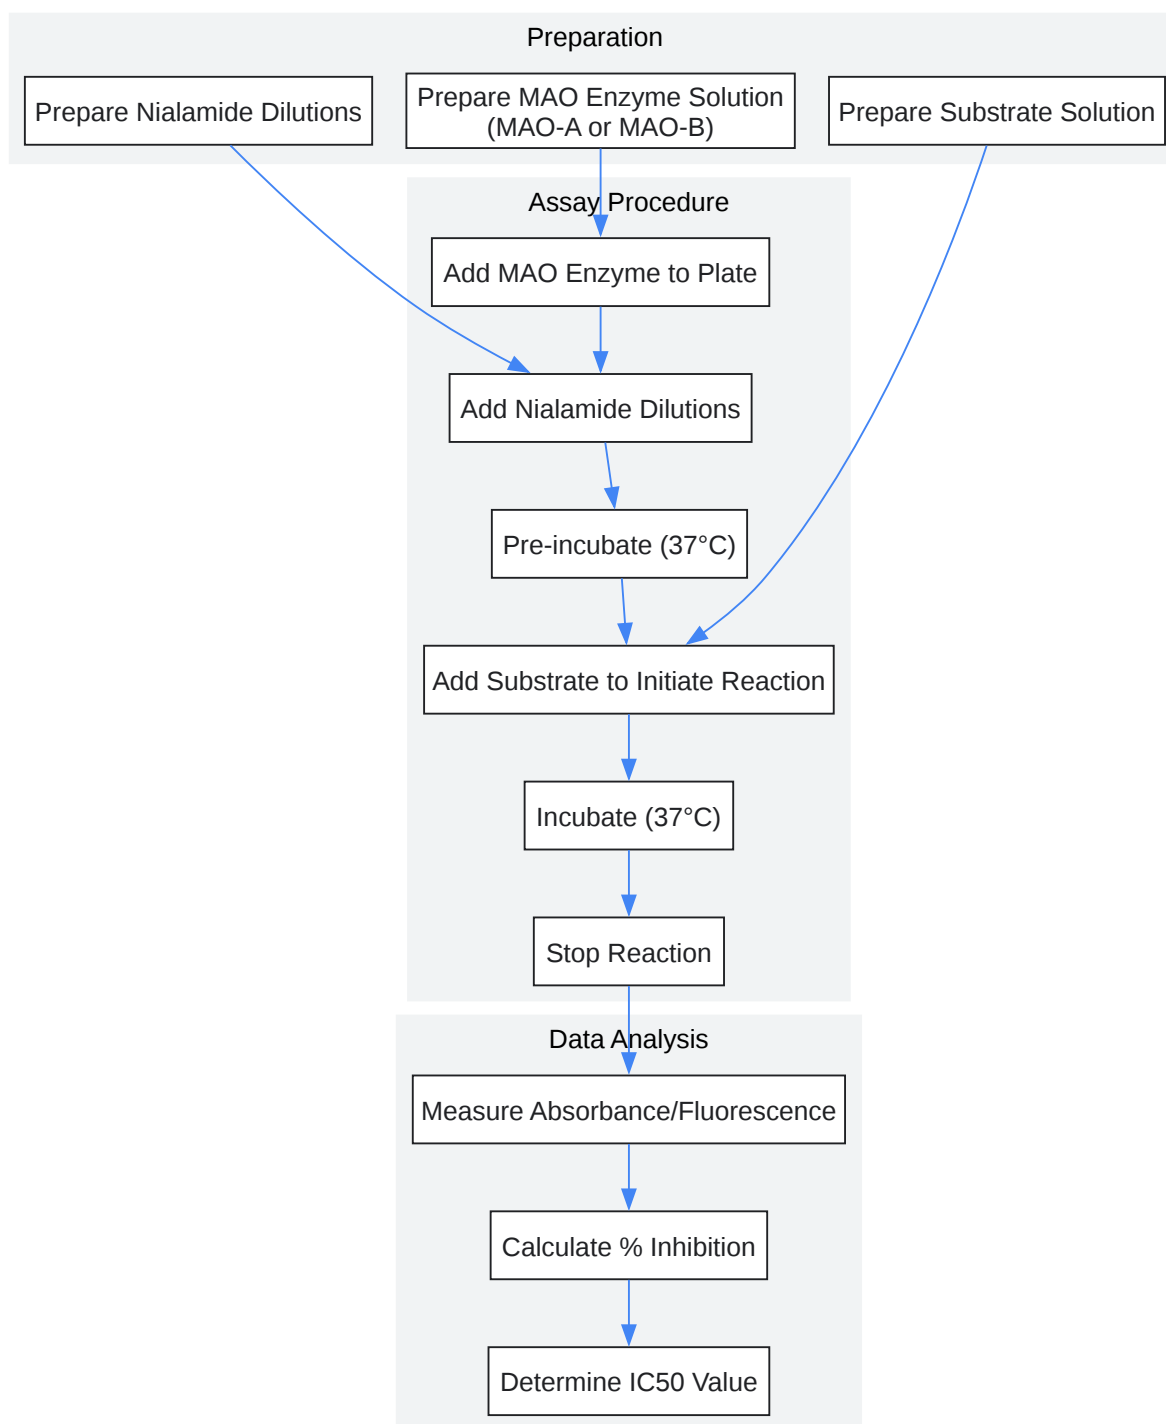 Preparation
Prepare Nialamide Dilutions
Prepare MAO Enzyme Solution
(MAO-A or MAO-B)
Prepare Substrate Solution
Assay Procedure
Add MAO Enzyme to Plate
Add Nialamide Dilutions
Pre-incubate (37°C)
Add Substrate to Initiate Reaction
Incubate (37°C)
Stop Reaction
Data Analysis
Measure Absorbance/Fluorescence
Calculate % Inhibition
Determine IC50 Value